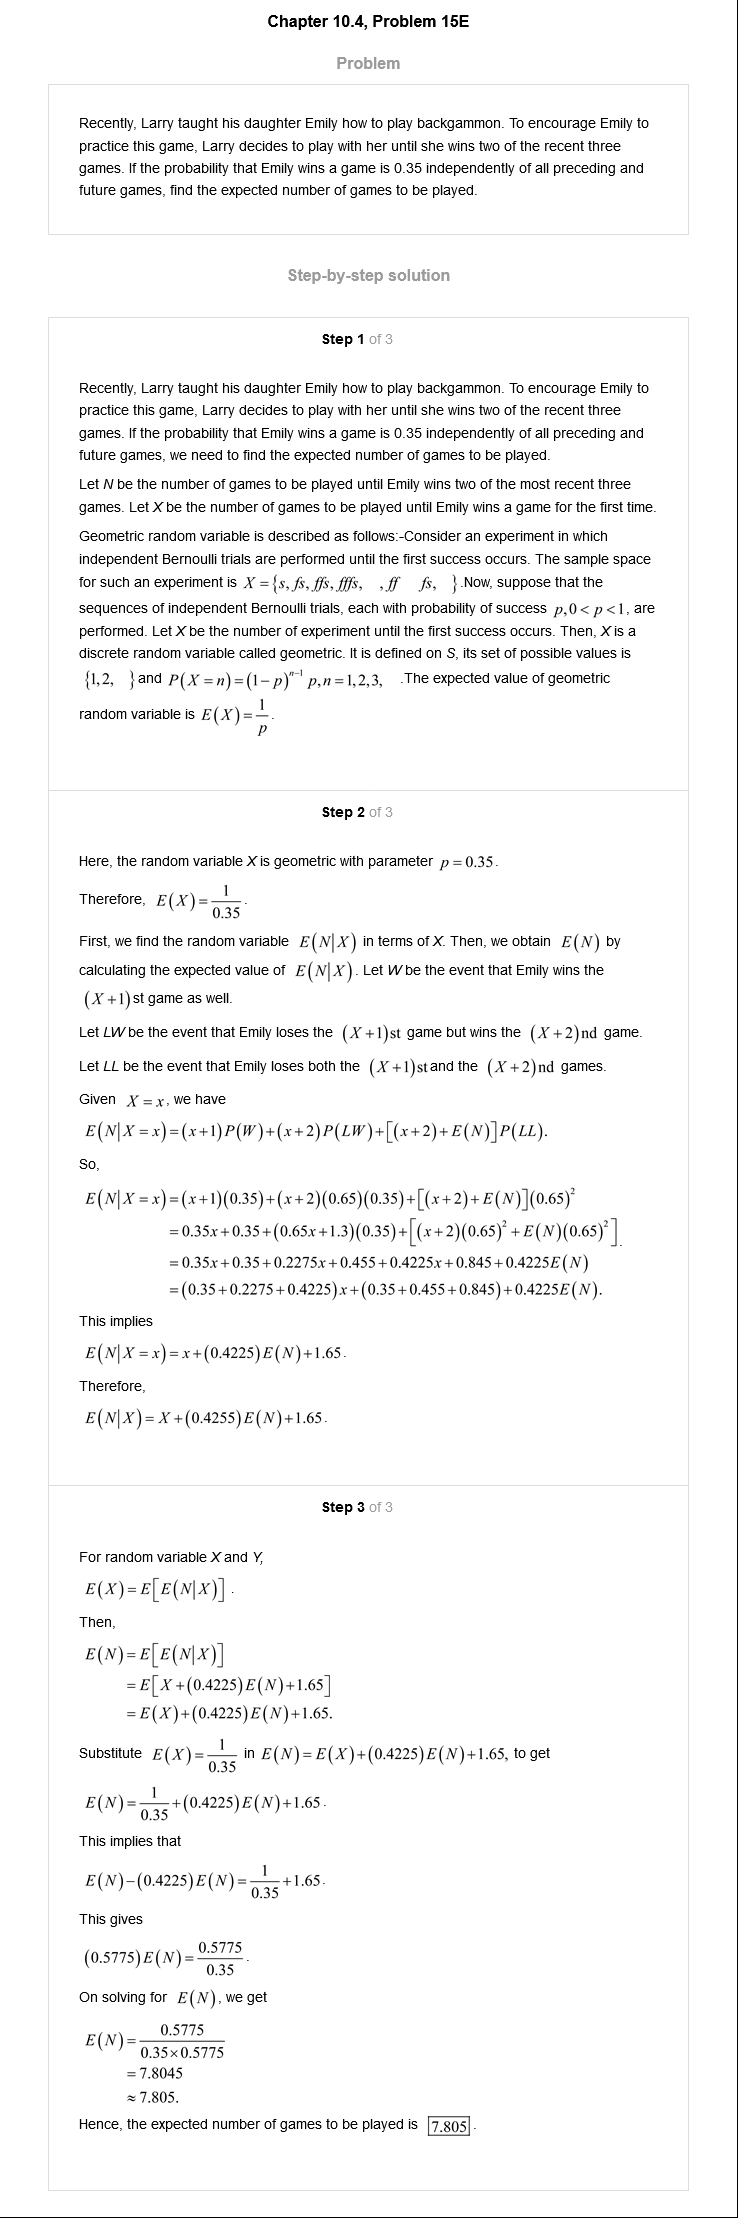 Chapter 10.4, Problem 15E
Problem
Recently, Larry taught his daughter Emily how to play backgammon. To encourage Emily to
practice this game, Larry decides to play with her until she wins two of the recent three
games. If the probability that Emily wins a game is 0.35 independently of all preceding and
future games, find the expected number of games to be played.
Step-by-step solution
Step 1 of 3
Recently, Larry taught his daughter Emily how to play backgammon. To encourage Emily to
practice this game, Larry decides to play with her until she wins two of the recent three
games. If the probability that Emily wins a game is 0.35 independently of all preceding and
future games, we need to find the expected number of games to be played.
Let N be the number of games to be played until Emily wins two of the most recent three
games. Let X be the number of games to be played until Emily wins a game for the first time.
Geometric random variable is described as follows:-Consider an experiment in which
independent Bernoulli trials are performed until the first success occurs. The sample space
for such an experiment is X = {s, fs, ffs, fffs,   , ff   fs,   } .Now, suppose that the
sequences of independent Bernoulli trials, each with probability of success p, 0 < p < 1, are
performed. Let X be the number of experiment until the first success occurs. Then, X is a
discrete random variable called geometric. It is defined on S, its set of possible values is
{1,2,   } and P(X = n) = (1 − p)^(n−1) p, n = 1,2,3,   .The expected value of geometric
random variable is E(X) = 1/p.
Step 2 of 3
Here, the random variable X is geometric with parameter p = 0.35.
Therefore, E(X) = 1/0.35.
First, we find the random variable E(N|X) in terms of X. Then, we obtain E(N) by
calculating the expected value of E(N|X). Let W be the event that Emily wins the
(X +1)st game as well.
Let LW be the event that Emily loses the (X +1)st game but wins the (X +2)nd game.
Let LL be the event that Emily loses both the (X +1)st and the (X +2)nd games.
Given X = x, we have
E(N|X = x) = (x+1)P(W)+(x+2)P(LW)+[(x+2)+E(N)]P(LL).
So,
E(N|X = x) = (x+1)(0.35)+(x+2)(0.65)(0.35)+[(x+2)+E(N)](0.65)²
= 0.35x+0.35+(0.65x+1.3)(0.35)+[(x+2)(0.65)²+E(N)(0.65)²].
= 0.35x+0.35+0.2275x+0.455+0.4225x+0.845+0.4225E(N)
= (0.35+0.2275+0.4225)x+(0.35+0.455+0.845)+0.4225E(N).
This implies
E(N|X = x) = x+(0.4225)E(N)+1.65.
Therefore,
E(N|X) = X +(0.4255)E(N)+1.65.
Step 3 of 3
For random variable X and Y,
E(X) = E[E(N|X)] .
Then,
E(N) = E[E(N|X)]
= E[X +(0.4225)E(N)+1.65]
= E(X)+(0.4225)E(N)+1.65.
Substitute E(X) = 1/0.35 in E(N) = E(X)+(0.4225)E(N)+1.65, to get
E(N) = 1/0.35 +(0.4225)E(N)+1.65.
This implies that
E(N)−(0.4225)E(N) = 1/0.35 +1.65.
This gives
(0.5775)E(N) = 0.5775/0.35 .
On solving for E(N), we get
E(N) = 0.5775/(0.35×0.5775)
= 7.8045
≈ 7.805.
Hence, the expected number of games to be played is 7.805 .